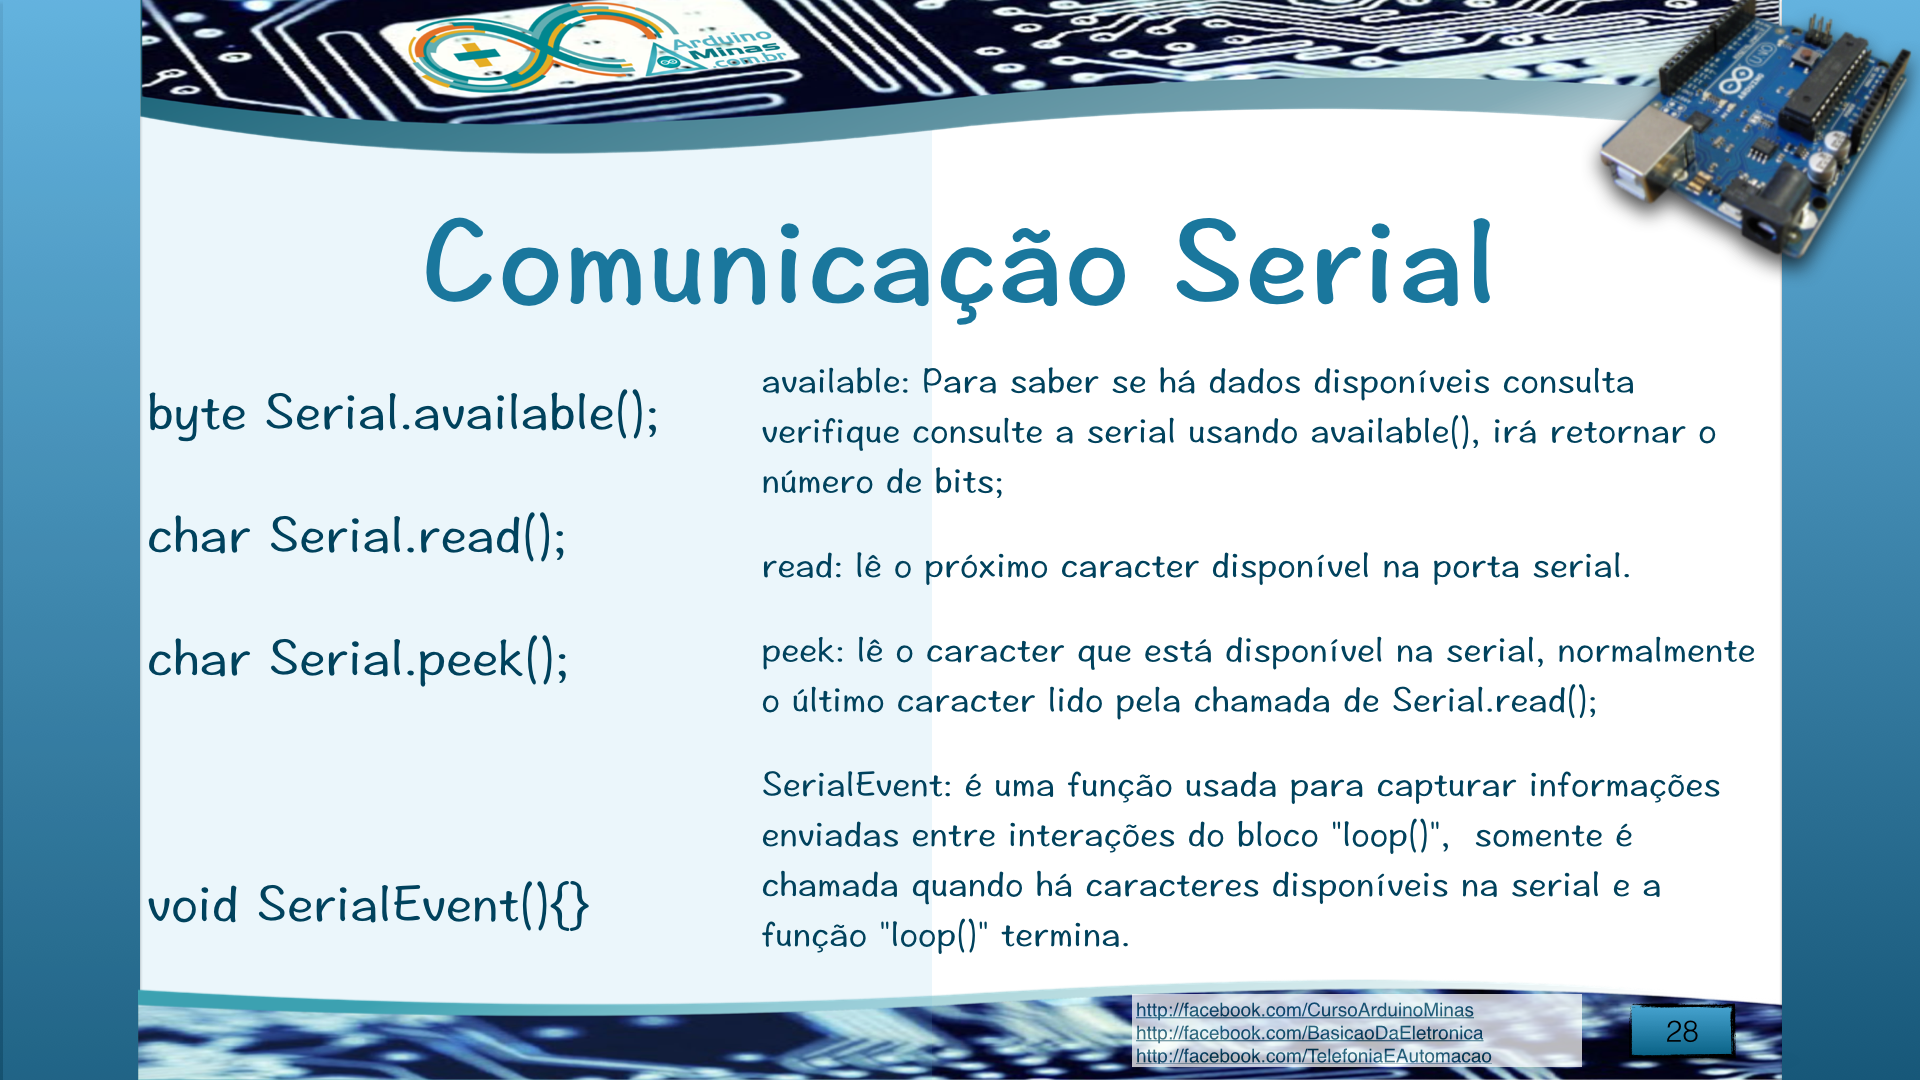 Arduino
Minas
.com.br
UNO
ARDUINO
Comunicação Serial
byte Serial.available();
char Serial.read();
char Serial.peek();
void SerialEvent(){}
available: Para saber se há dados disponíveis consulta
verifique consulte a serial usando available(), irá retornar o
número de bits;
read: lê o próximo caracter disponível na porta serial.
peek: lê o caracter que está disponível na serial, normalmente
o último caracter lido pela chamada de Serial.read();
SerialEvent: é uma função usada para capturar informações
enviadas entre interações do bloco "loop()",  somente é
chamada quando há caracteres disponíveis na serial e a
função "loop()" termina.
http://facebook.com/CursoArduinoMinas
http://facebook.com/BasicaoDaEletronica
http://facebook.com/TelefoniaEAutomacao
28